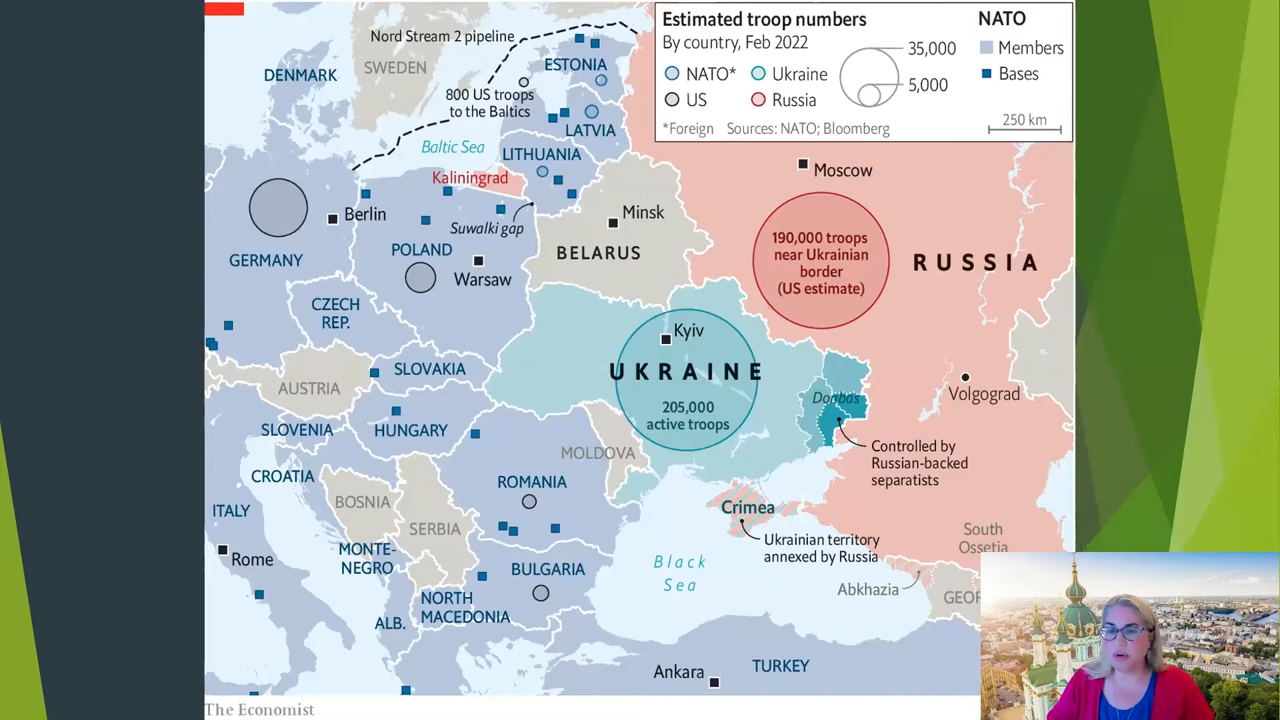 Estimated troop numbers
By country, Feb 2022
NATO*
Ukraine
US
Russia
35,000
5,000
*Foreign Sources: NATO; Bloomberg
NATO
Members
Bases
250 km
Nord Stream 2 pipeline
SWEDEN
DENMARK
ESTONIA
800 US troops
to the Baltics
LATVIA
Baltic Sea
LITHUANIA
Kaliningrad
Moscow
Berlin
Suwalki gap
Minsk
BELARUS
190,000 troops
near Ukrainian
border
(US estimate)
RUSSIA
GERMANY
POLAND
Warsaw
CZECH
REP.
Kyiv
UKRAINE
205,000
active troops
Donbas
Volgograd
SLOVAKIA
AUSTRIA
Controlled by
Russian-backed
separatists
SLOVENIA
HUNGARY
MOLDOVA
CROATIA
ROMANIA
BOSNIA
SERBIA
ITALY
Crimea
Ukrainian territory
annexed by Russia
South
Ossetia
Rome
MONTE-
NEGRO
Black
Sea
BULGARIA
Abkhazia
GEOR
NORTH
MACEDONIA
ALB.
Ankara
TURKEY
The Economist